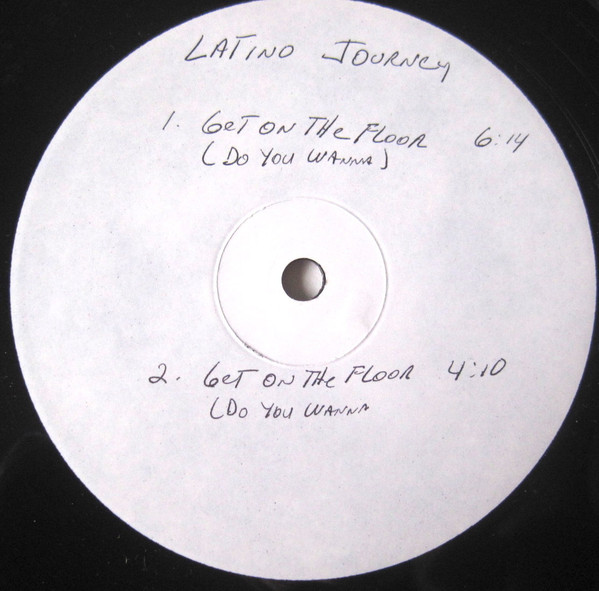 LATINO JOURNEY
1. GET ON THE FLOOR 6:14
(DO YOU WANNA)
2. GET ON THE FLOOR 4:10
(DO YOU WANNA